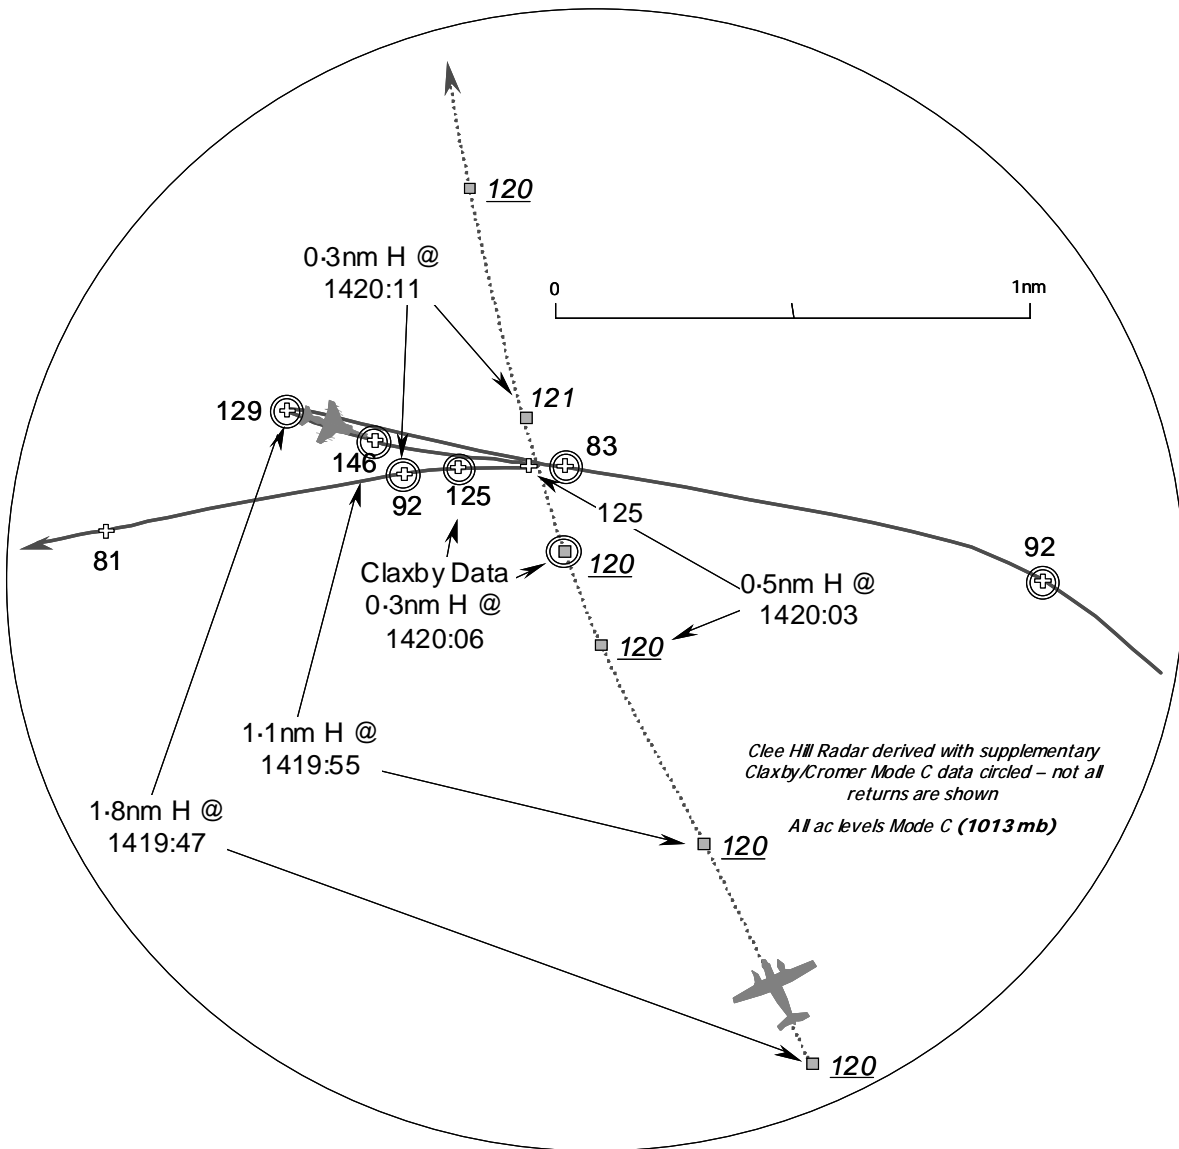 120
0·3nm H @
1420:11
0
1nm
129
121
83
146
92
125
125
92
81
Claxby Data
0·3nm H @
1420:06
120
0·5nm H @
1420:03
120
1·1nm H @
1419:55
Clee Hill Radar derived with supplementary
Claxby/Cromer Mode C data circled – not all
returns are shown
All ac levels Mode C (1013 mb)
1·8nm H @
1419:47
120
120